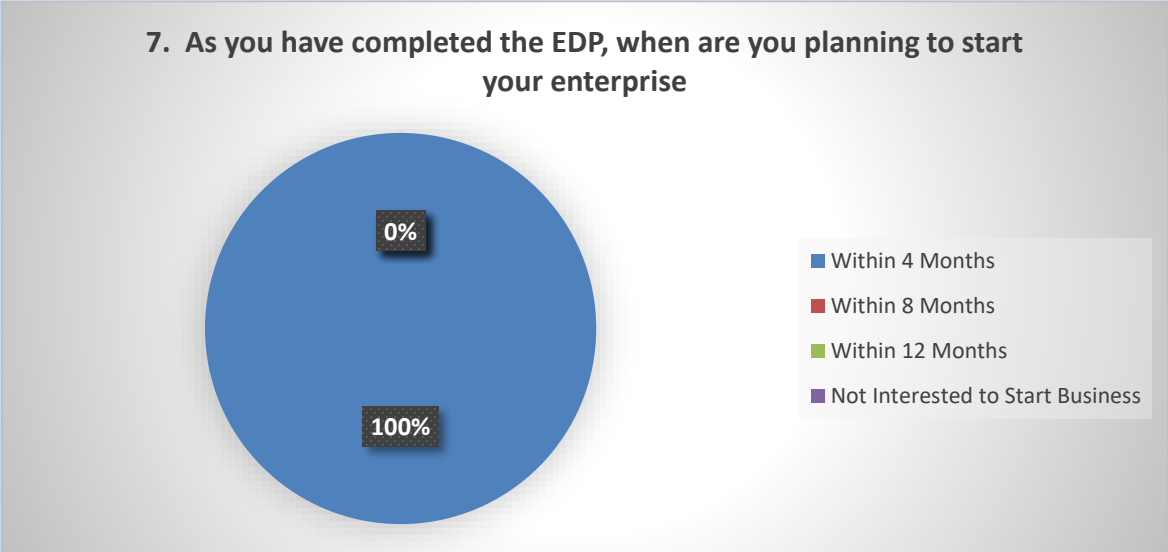 7. As you have completed the EDP, when are you planning to start
your enterprise
0%
100%
Within 4 Months
Within 8 Months
Within 12 Months
Not Interested to Start Business